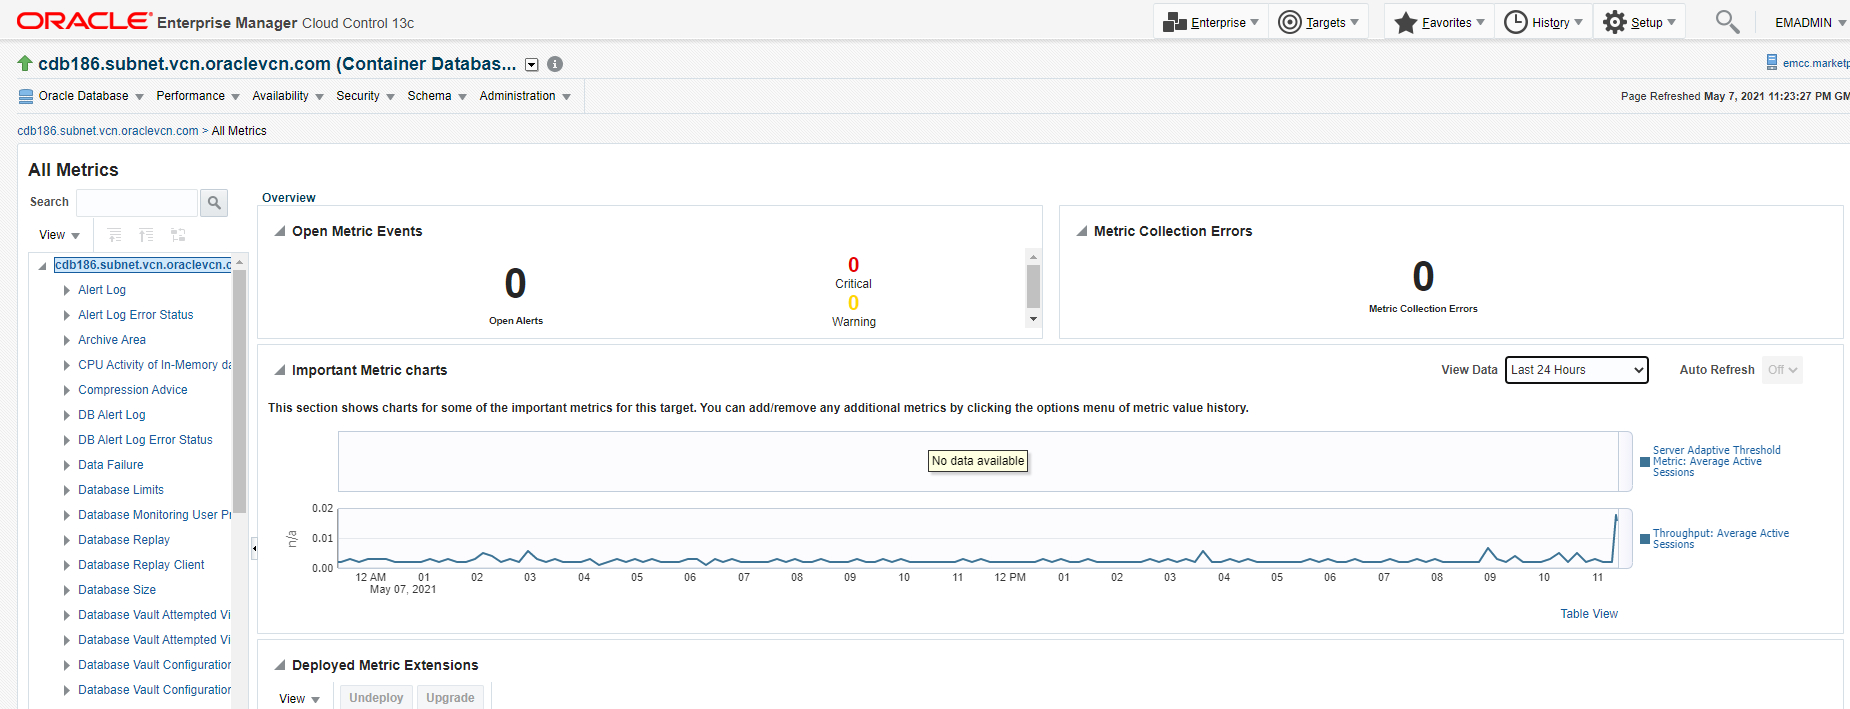 ORACLE Enterprise Manager Cloud Control 13c
Enterprise Targets Favorites History Setup EMADMIN
cdb186.subnet.vcn.oraclevcn.com (Container Databas...
emcc.marketp
Oracle Database Performance Availability Security Schema Administration
Page Refreshed May 7, 2021 11:23:27 PM GM
cdb186.subnet.vcn.oraclevcn.com > All Metrics
All Metrics
Search
View
cdb186.subnet.vcn.oraclevcn.c
Alert Log
Alert Log Error Status
Archive Area
CPU Activity of In-Memory da
Compression Advice
DB Alert Log
DB Alert Log Error Status
Data Failure
Database Limits
Database Monitoring User Pr
Database Replay
Database Replay Client
Database Size
Database Vault Attempted Vi
Database Vault Attempted Vi
Database Vault Configuration
Database Vault Configuration
Overview
Open Metric Events
0
Open Alerts
0
Critical
0
Warning
Metric Collection Errors
0
Metric Collection Errors
Important Metric charts
View Data Last 24 Hours Auto Refresh Off
This section shows charts for some of the important metrics for this target. You can add/remove any additional metrics by clicking the options menu of metric value history.
No data available
Server Adaptive Threshold
Metric: Average Active
Sessions
n/a
0.02
0.01
0.00
Throughput: Average Active
Sessions
12 AM 01 02 03 04 05 06 07 08 09 10 11 12 PM 01 02 03 04 05 06 07 08 09 10 11
May 07, 2021
Table View
Deployed Metric Extensions
View Undeploy Upgrade